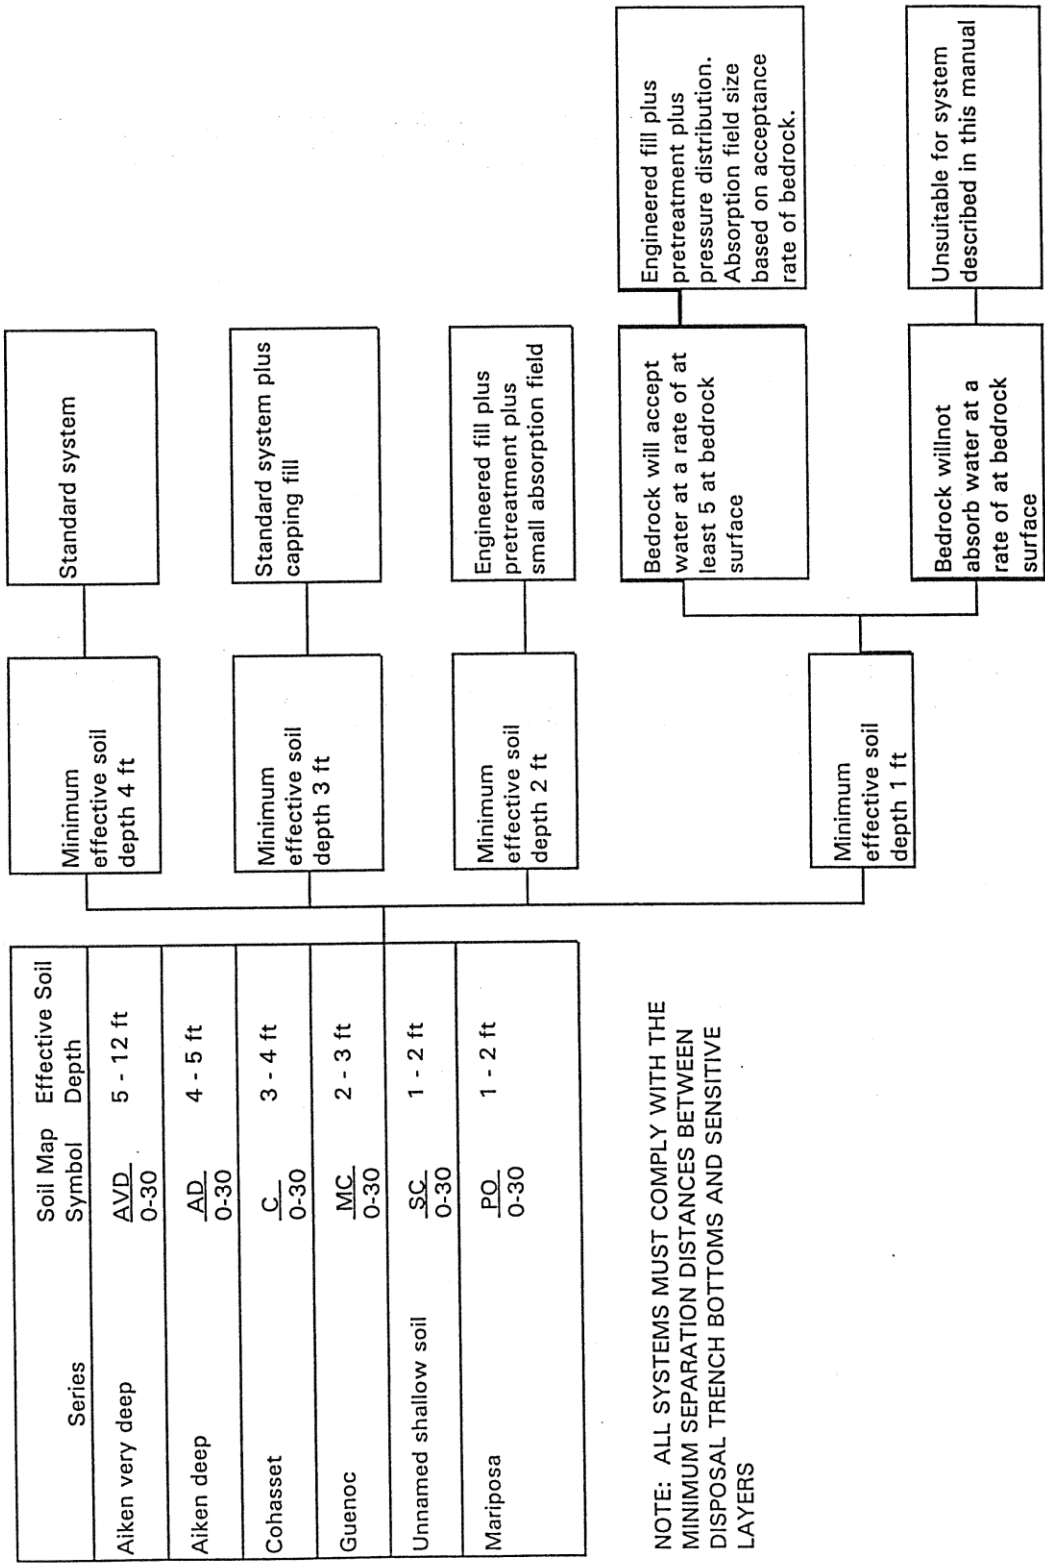 Series
Soil Map
Symbol
Effective Soil
Depth
Aiken very deep
AVD
0-30
5 - 12 ft
Aiken deep
AD
0-30
4 - 5 ft
Cohasset
C
0-30
3 - 4 ft
Guenoc
MC
0-30
2 - 3 ft
Unnamed shallow soil
SC
0-30
1 - 2 ft
Mariposa
PO
0-30
1 - 2 ft
Minimum
effective soil
depth 4 ft
Standard system
Minimum
effective soil
depth 3 ft
Standard system plus
capping fill
Minimum
effective soil
depth 2 ft
Engineered fill plus
pretreatment plus
small absorption field
Minimum
effective soil
depth 1 ft
Bedrock will accept
water at a rate of at
least 5 at bedrock
surface
Engineered fill plus
pretreatment plus
pressure distribution.
Absorption field size
based on acceptance
rate of bedrock.
Bedrock willnot
absorb water at a
rate of at bedrock
surface
Unsuitable for system
described in this manual
NOTE: ALL SYSTEMS MUST COMPLY WITH THE
MINIMUM SEPARATION DISTANCES BETWEEN
DISPOSAL TRENCH BOTTOMS AND SENSITIVE
LAYERS